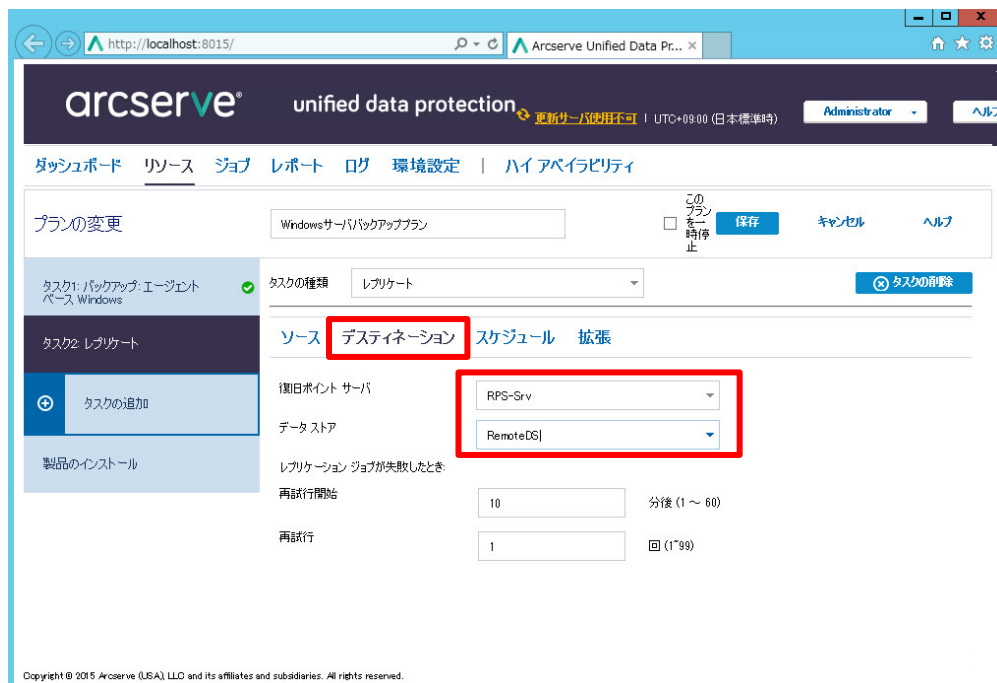 http://localhost:8015/
Arcserve Unified Data Pr... ×
arcserve® unified data protection 更新サーバ使用不可 | UTC+09:00 (日本標準時) Administrator
ダッシュボード リソース ジョブ レポート ログ 環境設定 | ハイ アベイラビリティ
プランの変更 Windowsサーババックアッププラン
この
プラン
を一
時停
止
保存 キャンセル ヘルプ
タスク1: バックアップ: エージェント
ベース Windows
タスクの種類 レプリケート タスクの削除
タスク2: レプリケート
ソース デスティネーション スケジュール 拡張
タスクの追加
復旧ポイント サーバ RPS-Srv
データ ストア RemoteDS
製品のインストール
レプリケーション ジョブが失敗したとき:
再試行開始 10 分後 (1 ～ 60)
再試行 1 回 (1~99)
Copyright © 2015 Arcserve (USA), LLC and its affiliates and subsidiaries. All rights reserved.